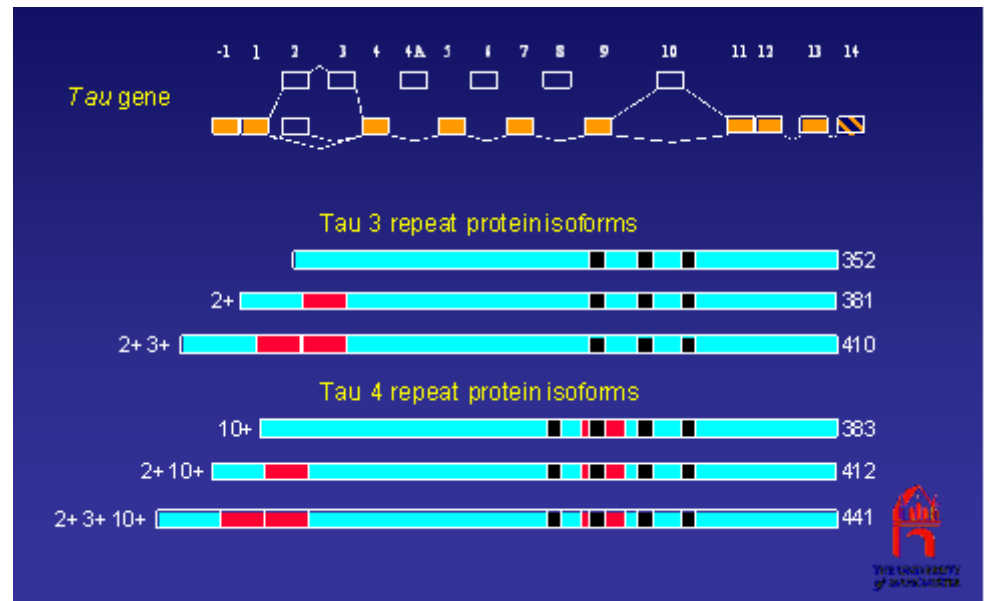 -1 1 2 3 4 4A 5 6 7 8 9 10 11 12 13 14
Tau gene
Tau 3 repeat protein isoforms
352
2+ 381
2+ 3+ 410
Tau 4 repeat protein isoforms
10+ 383
2+ 10+ 412
2+ 3+ 10+ 441
THE UNIVERSITY